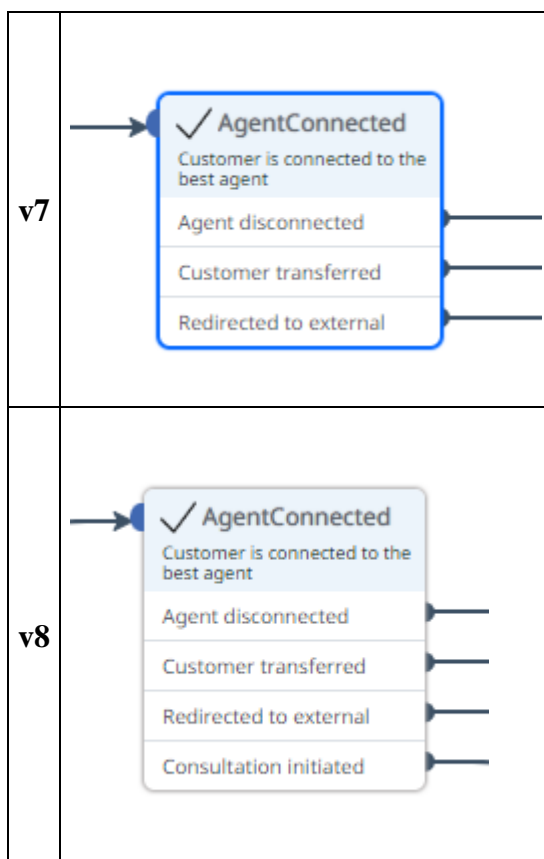 v7
AgentConnected
Customer is connected to the
best agent
Agent disconnected
Customer transferred
Redirected to external
v8
AgentConnected
Customer is connected to the
best agent
Agent disconnected
Customer transferred
Redirected to external
Consultation initiated